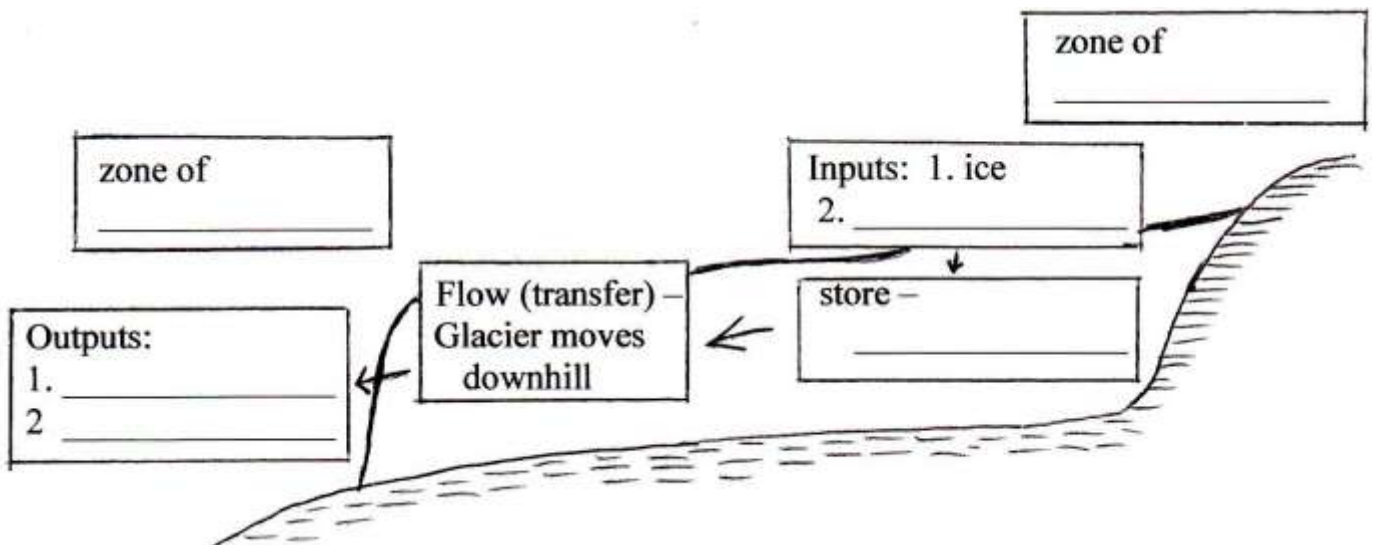 zone of
zone of
Inputs: 1. ice
2.
Flow (transfer) –
Glacier moves
downhill
store –
Outputs:
1.
2